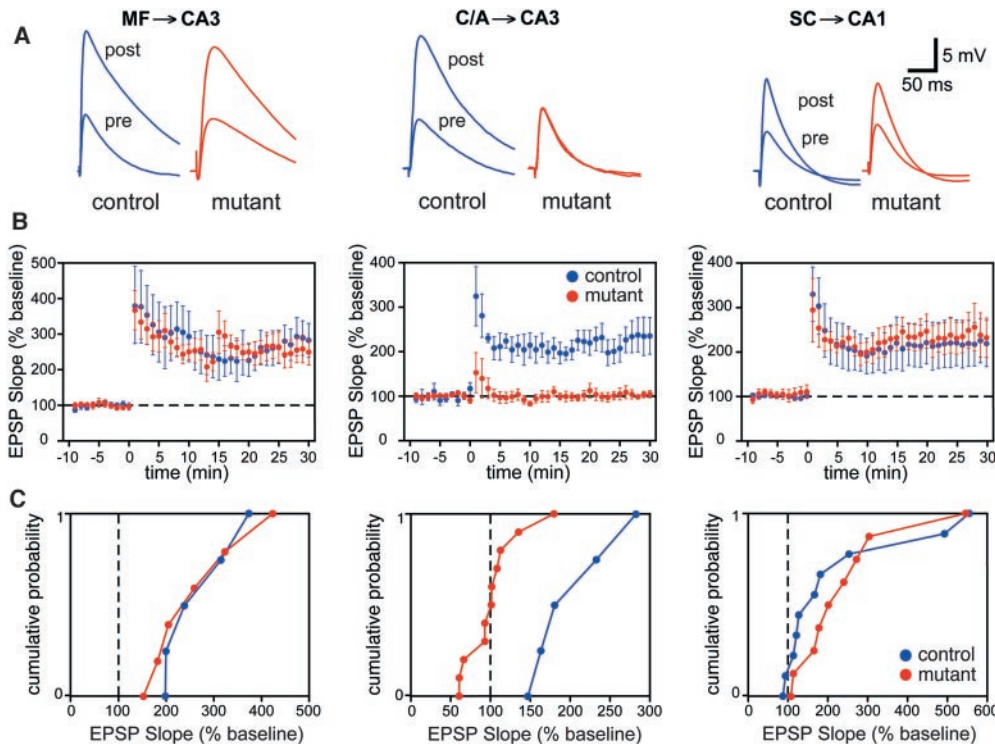 MF → CA3 C/A → CA3 SC → CA1
A
post
pre
control mutant
post
pre
control mutant
post
pre
control mutant
5 mV
50 ms
B
EPSP Slope (% baseline)
500
400
300
200
100
0
-10 -5 0 5 10 15 20 25 30
time (min)
EPSP Slope (% baseline)
400
300
200
100
0
-10 -5 0 5 10 15 20 25 30
time (min)
control
mutant
EPSP Slope (% baseline)
400
300
200
100
0
-10 -5 0 5 10 15 20 25 30
time (min)
C
cumulative probability
1
0
0 100 200 300 400 500
EPSP Slope (% baseline)
cumulative probability
1
0
0 50 100 150 200 250 300
EPSP Slope (% baseline)
cumulative probability
1
0
0 100 200 300 400 500 600
EPSP Slope (% baseline)
control
mutant